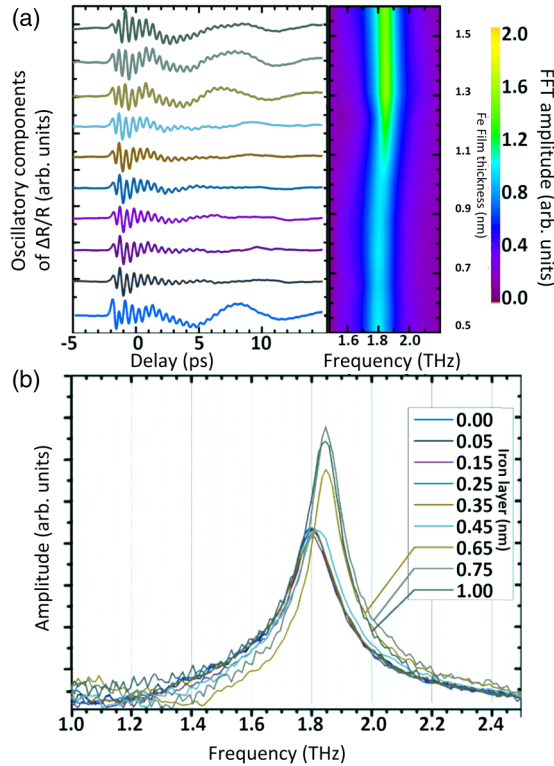 (a)
Oscillatory components
of ΔR/R (arb. units)
-5 0 5 10
Delay (ps)
1.6 1.8 2.0
Frequency (THz)
1.5
1.3
1.1
0.9
0.7
0.5
Fe Film thickness (nm)
2.0
1.6
1.2
0.8
0.4
0.0
FFT amplitude (arb. units)
(b)
Amplitude (arb. units)
0.00
0.05
0.15
0.25
0.35
0.45
0.65
0.75
1.00
Iron layer (nm)
1.0 1.2 1.4 1.6 1.8 2.0 2.2 2.4
Frequency (THz)